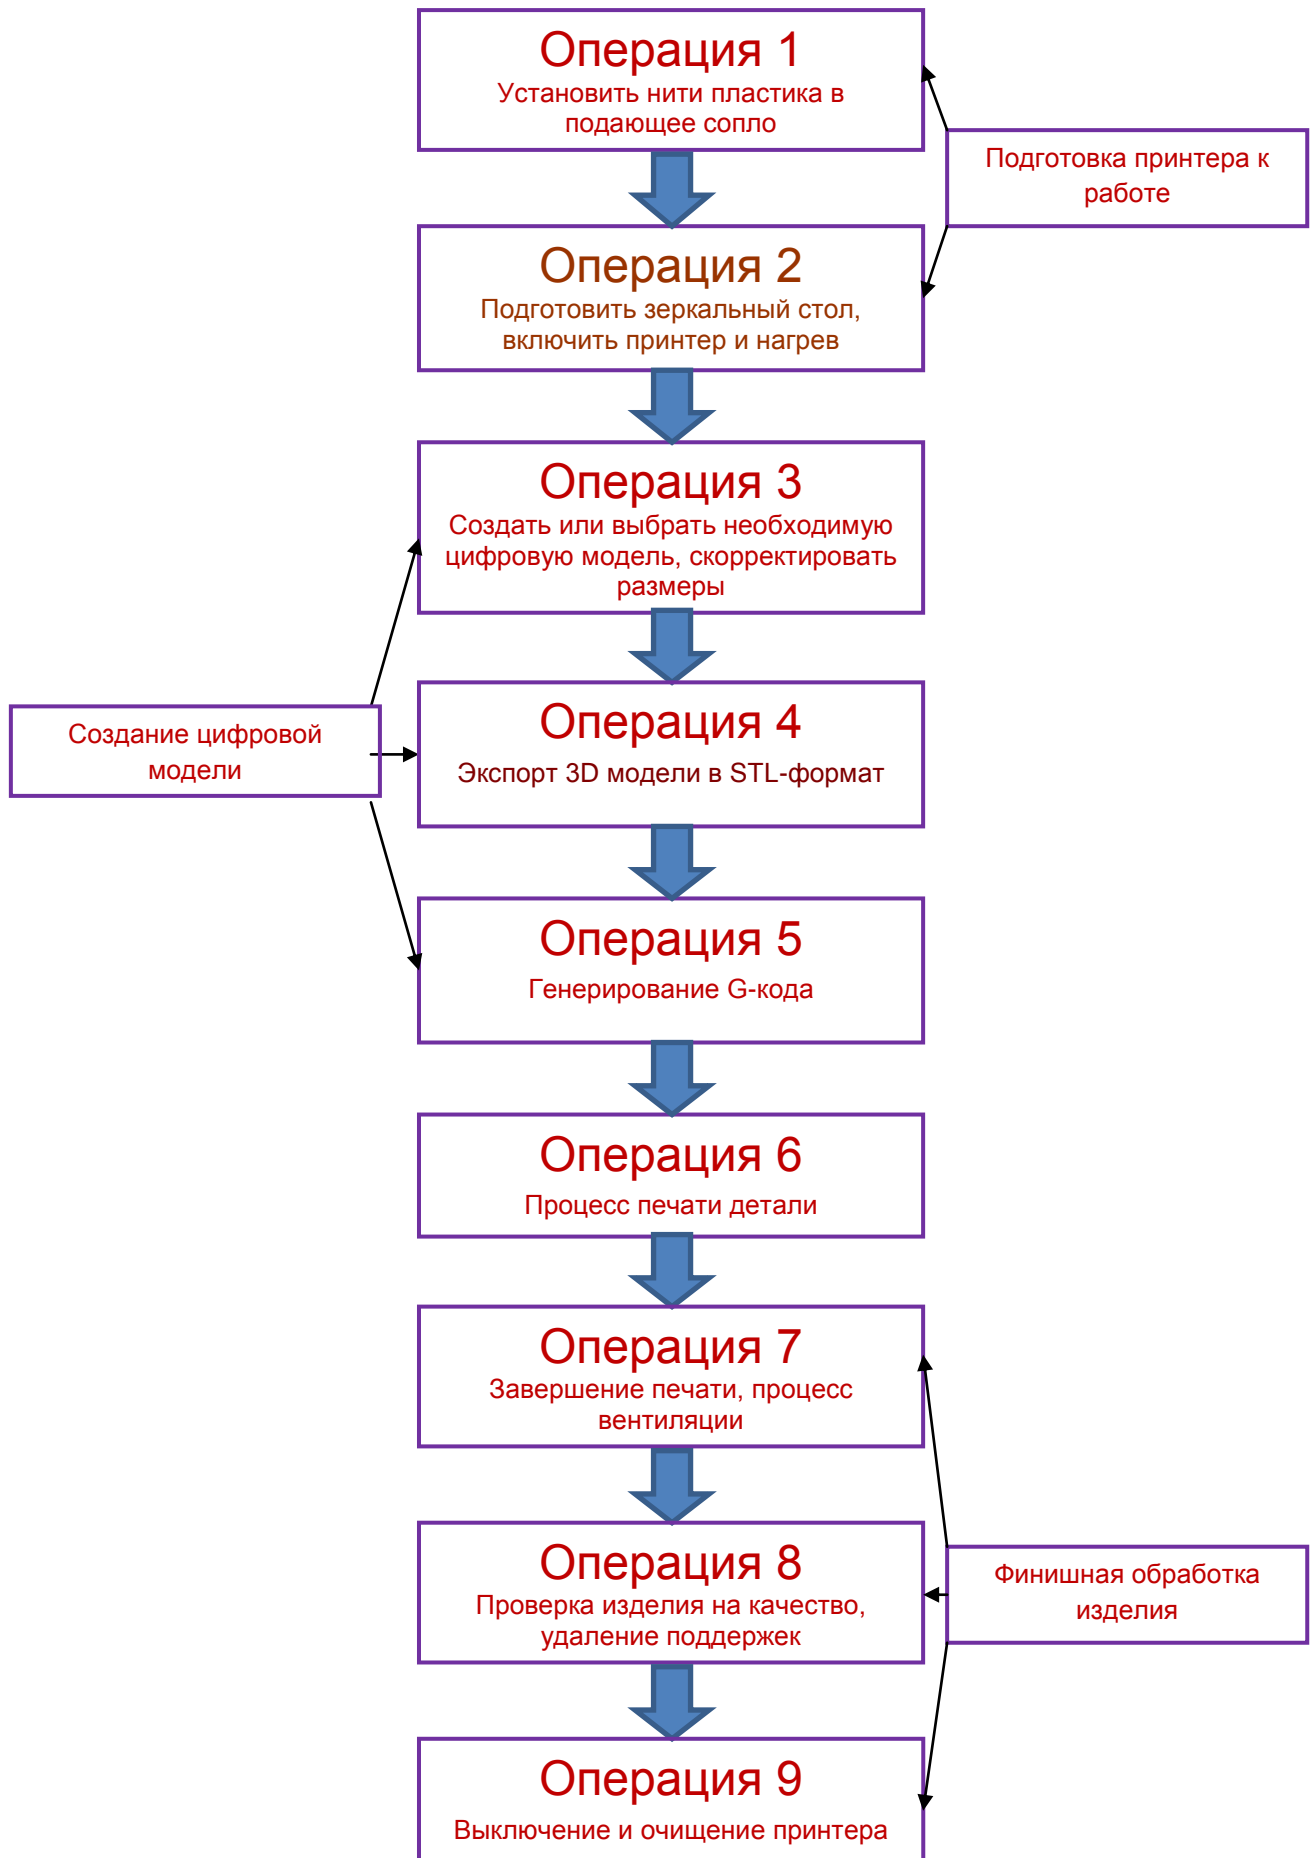 Операция 1
Установить нити пластика в
подающее сопло
Подготовка принтера к
работе
Операция 2
Подготовить зеркальный стол,
включить принтер и нагрев
Операция 3
Создать или выбрать необходимую
цифровую модель, скорректировать
размеры
Создание цифровой
модели
Операция 4
Экспорт 3D модели в STL-формат
Операция 5
Генерирование G-кода
Операция 6
Процесс печати детали
Операция 7
Завершение печати, процесс
вентиляции
Операция 8
Проверка изделия на качество,
удаление поддержек
Финишная обработка
изделия
Операция 9
Выключение и очищение принтера